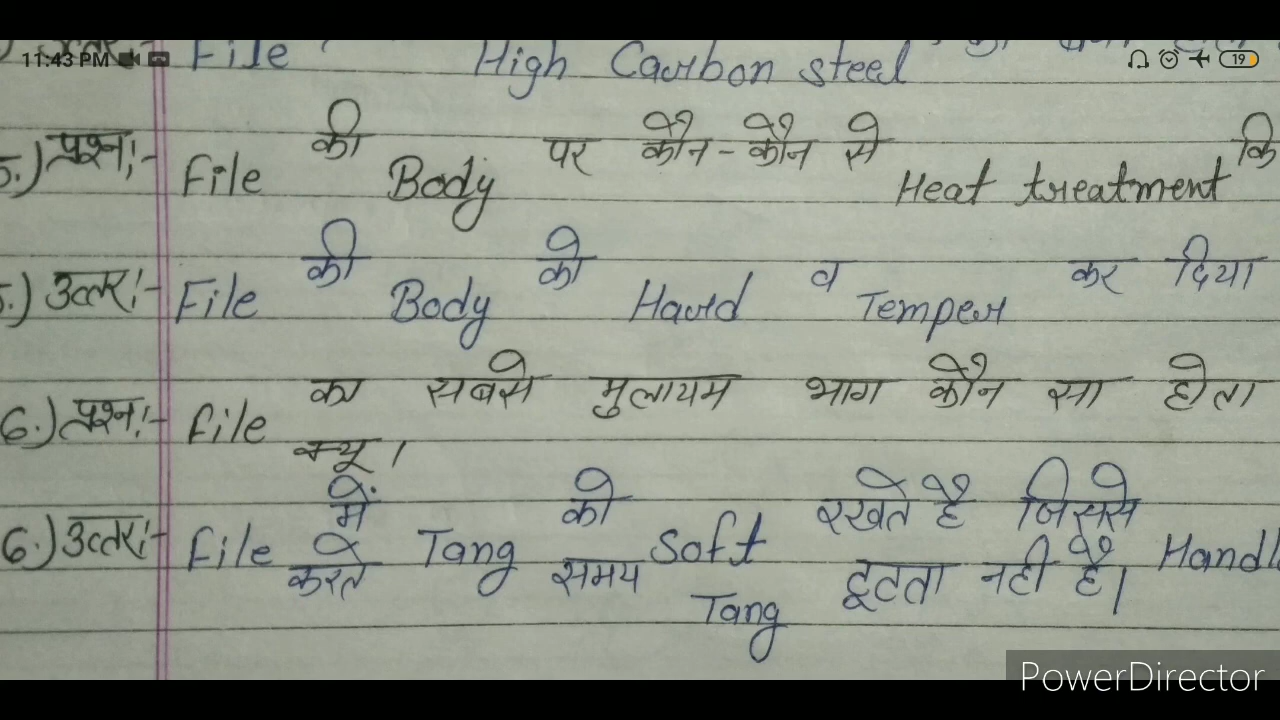 11:43 PM
19
File High Carbon steel
5.) प्रश्न:- File की Body पर कौन-कौन से Heat treatment कि
5.) उत्तर:- File की Body को Hard व Temper कर दिया
6.) प्रश्न:- File का सबसे मुलायम भाग कौन सा होता
क्यू।
6.) उत्तर:- File में Tang को Soft रखते है जिससे Handl
करते समय Tang टूटता नही है।
PowerDirector